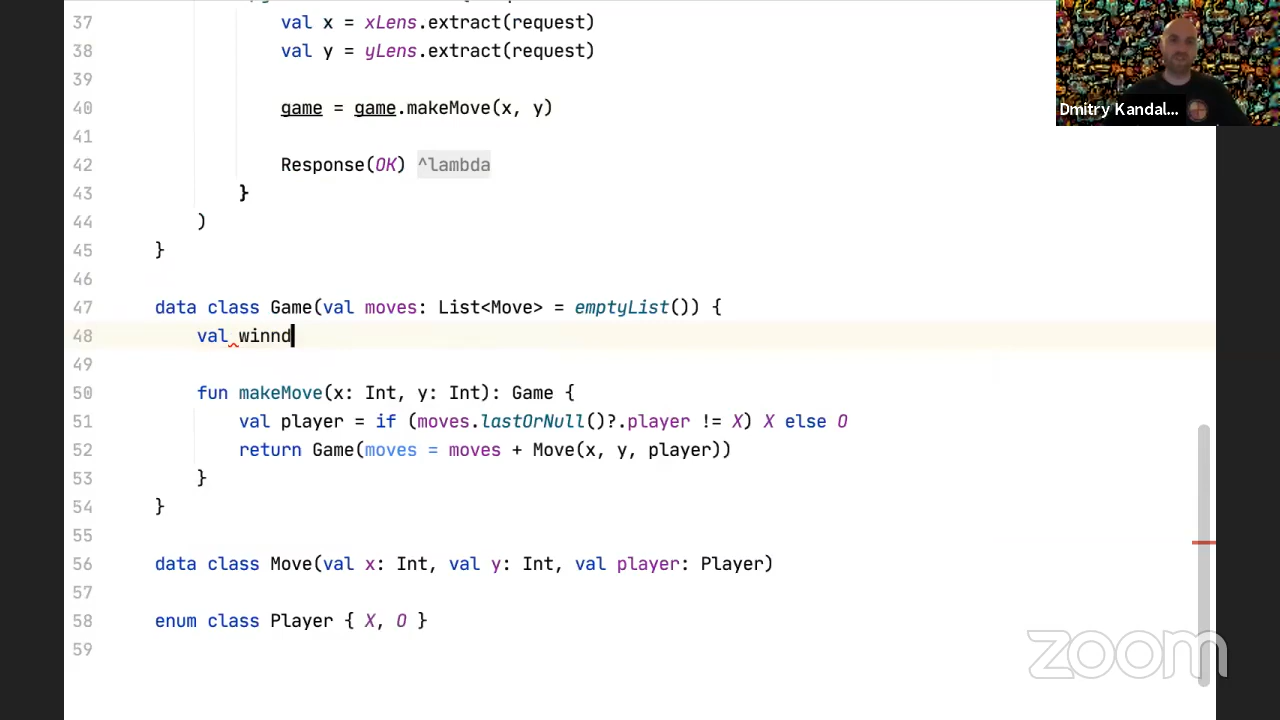 37 val x = xLens.extract(request)
38 val y = yLens.extract(request)
39
40 game = game.makeMove(x, y)
41
42 Response(OK) ^lambda
43 }
44 )
45 }
46
47 data class Game(val moves: List<Move> = emptyList()) {
48 val winnd
49
50 fun makeMove(x: Int, y: Int): Game {
51 val player = if (moves.lastOrNull()?.player != X) X else O
52 return Game(moves = moves + Move(x, y, player))
53 }
54 }
55
56 data class Move(val x: Int, val y: Int, val player: Player)
57
58 enum class Player { X, O }
59
Dmitry Kandal...
zoom